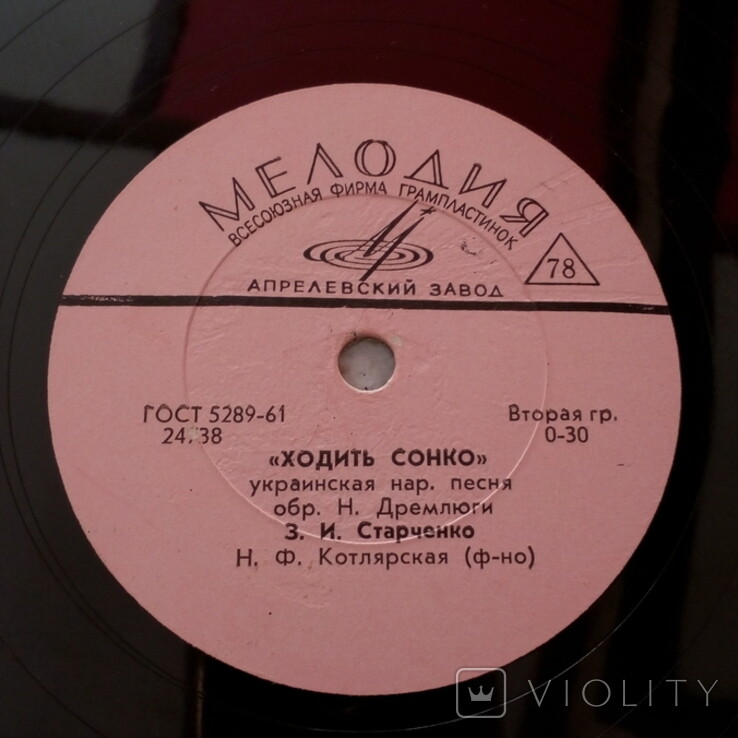 МЕЛОДИЯ
ВСЕСОЮЗНАЯ ФИРМА ГРАМПЛАСТИНОК
78
АПРЕЛЕВСКИЙ ЗАВОД
ГОСТ 5289-61
Вторая гр.
0-30
«ХОДИТЬ СОНКО»
украинская нар. песня
обр. Н. Дремлюги
З. И. Старченко
Н. Ф. Котлярская (ф-но)
VIOLITY